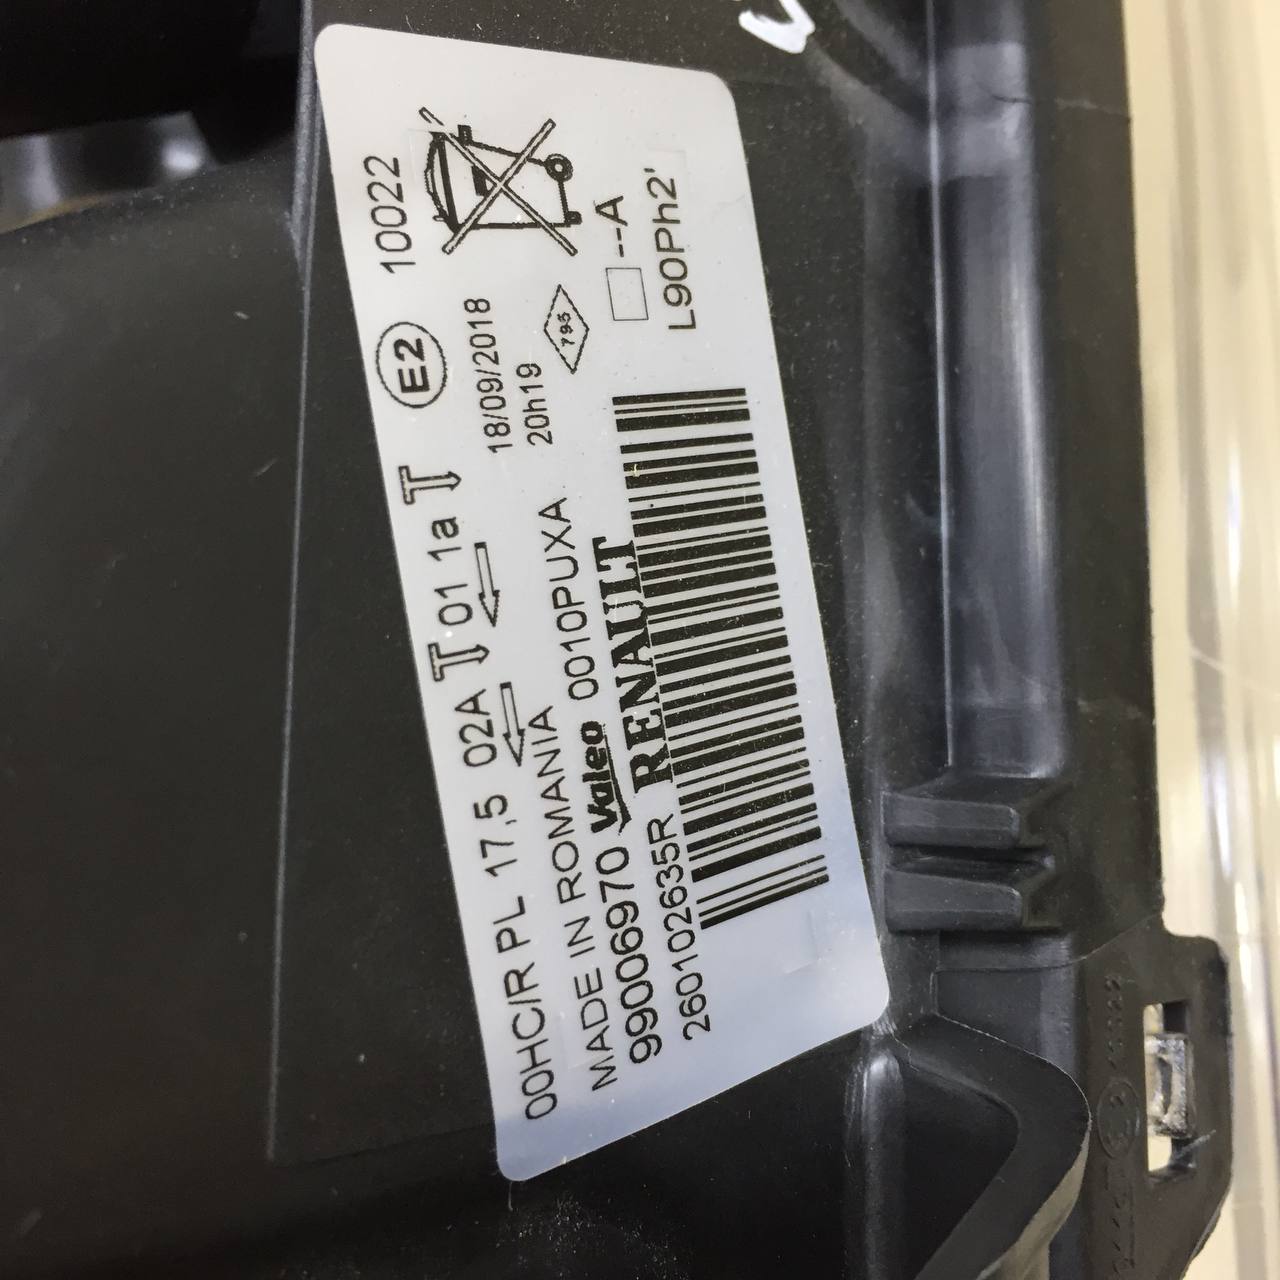 00HC/R PL 17,5 02A 01 1a E2 10022
MADE IN ROMANIA 0010PUXA 18/09/2018
20h19
99006970 Valeo RENAULT 795 --A
260102635R L90Ph2'